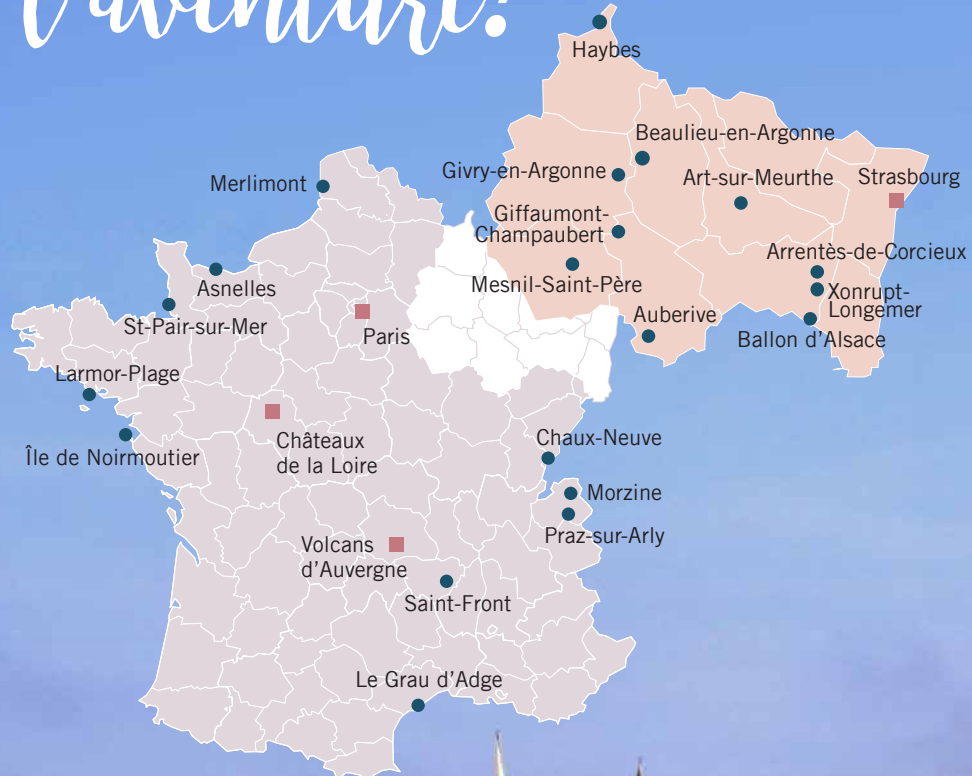 l'aventure!
Haybes
Beaulieu-en-Argonne
Givry-en-Argonne
Art-sur-Meurthe
Strasbourg
Merlimont
Giffaumont-
Champaubert
Arrentès-de-Corcieux
Mesnil-Saint-Père
Asnelles
Xonrupt-
Longemer
St-Pair-sur-Mer
Auberive
Paris
Ballon d'Alsace
Larmor-Plage
Châteaux
de la Loire
Chaux-Neuve
Île de Noirmoutier
Morzine
Praz-sur-Arly
Volcans
d'Auvergne
Saint-Front
Le Grau d'Adge